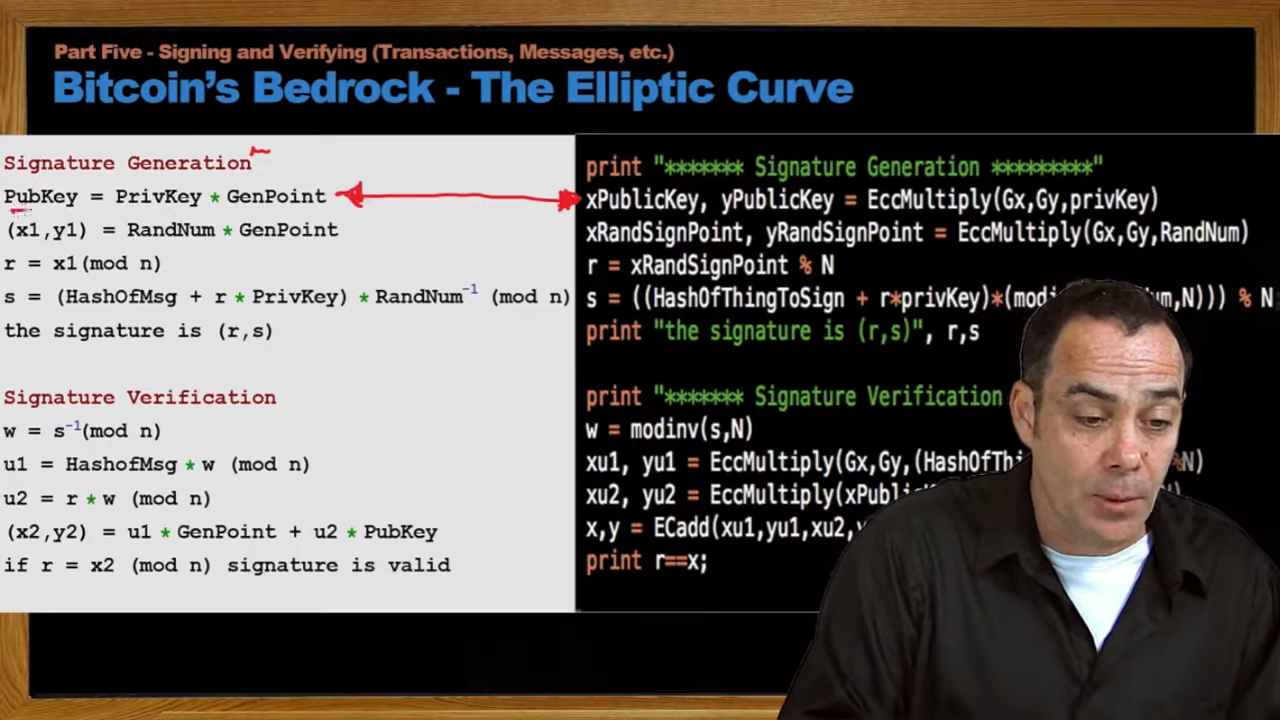 Part Five - Signing and Verifying (Transactions, Messages, etc.)
Bitcoin's Bedrock - The Elliptic Curve
Signature Generation
PubKey = PrivKey * GenPoint
(x1,y1) = RandNum * GenPoint
r = x1(mod n)
s = (HashOfMsg + r * PrivKey) * RandNum⁻¹ (mod n)
the signature is (r,s)
Signature Verification
w = s⁻¹(mod n)
u1 = HashofMsg * w (mod n)
u2 = r * w (mod n)
(x2,y2) = u1 * GenPoint + u2 * PubKey
if r = x2 (mod n) signature is valid
print "******* Signature Generation *********"
xPublicKey, yPublicKey = EccMultiply(Gx,Gy,privKey)
xRandSignPoint, yRandSignPoint = EccMultiply(Gx,Gy,RandNum)
r = xRandSignPoint % N
s = ((HashOfThingToSign + r*privKey)*(modi m,N))) % N
print "the signature is (r,s)", r,s
print "******* Signature Verification
w = modinv(s,N)
xu1, yu1 = EccMultiply(Gx,Gy,(HashOfThi %N)
xu2, yu2 = EccMultiply(xPubli
x,y = ECadd(xu1,yu1,xu2,
print r==x;